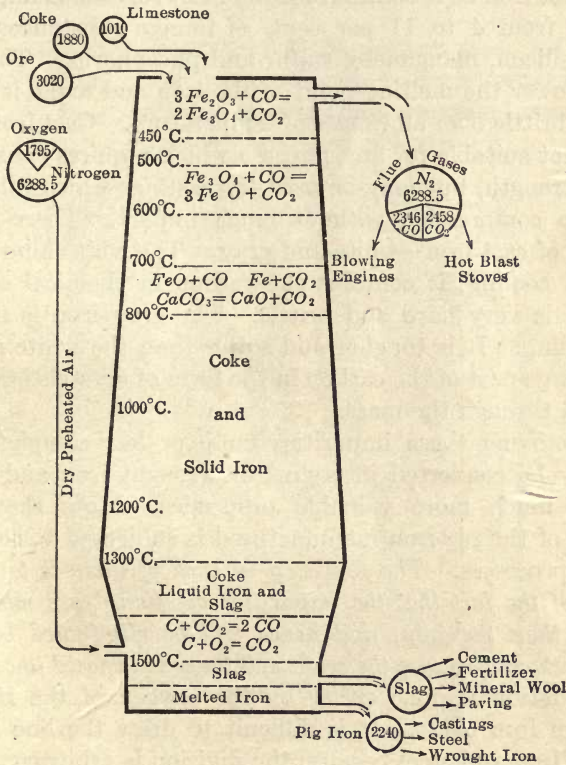 Coke
1880
Limestone
1010
Ore
3020
Oxygen
1795
Nitrogen
6288.5
Dry Preheated Air
3 Fe2O3 + CO =
2 Fe3O4 + CO2
450°C.
500°C.
Fe3O4 + CO =
3 Fe O + CO2
600°C.
700°C.
FeO + CO Fe + CO2
CaCO3 = CaO + CO2
800°C.
Coke
1000°C.
and
Solid Iron
1200°C.
1300°C.
Coke
Liquid Iron and
Slag
C + CO2 = 2 CO
C + O2 = CO2
1500°C.
Slag
Melted Iron
Flue Gases
N2
6288.5
2346 2458
CO CO2
Blowing
Engines
Hot Blast
Stoves
Slag
Cement
Fertilizer
Mineral Wool
Paving
Pig Iron
2240
Castings
Steel
Wrought Iron